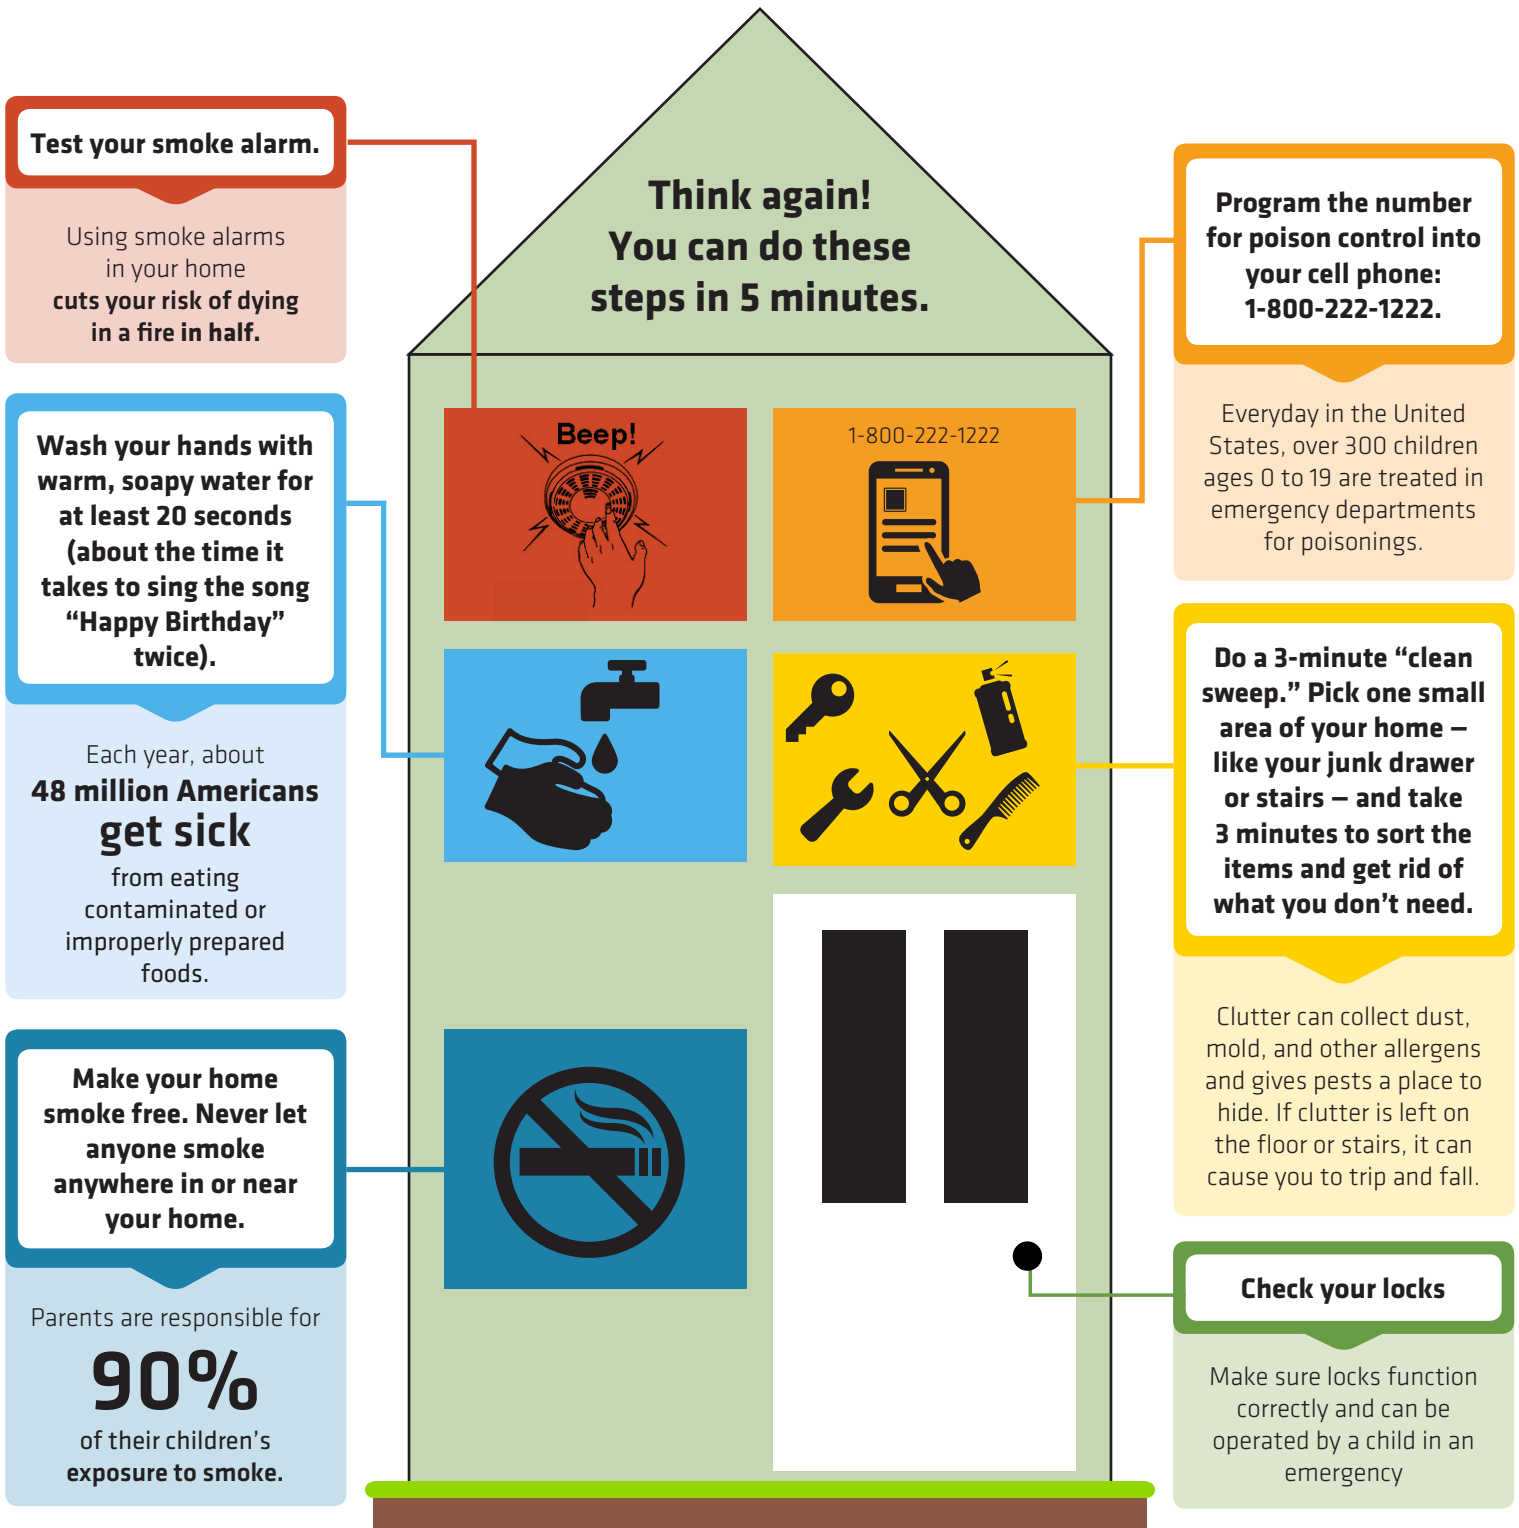 Think again!
You can do these
steps in 5 minutes.
Test your smoke alarm.
Using smoke alarms
in your home
cuts your risk of dying
in a fire in half.
Wash your hands with
warm, soapy water for
at least 20 seconds
(about the time it
takes to sing the song
“Happy Birthday”
twice).
Each year, about
48 million Americans
get sick
from eating
contaminated or
improperly prepared
foods.
Make your home
smoke free. Never let
anyone smoke
anywhere in or near
your home.
Parents are responsible for
90%
of their children's
exposure to smoke.
Beep!
1-800-222-1222
Program the number
for poison control into
your cell phone:
1-800-222-1222.
Everyday in the United
States, over 300 children
ages 0 to 19 are treated in
emergency departments
for poisonings.
Do a 3-minute “clean
sweep.” Pick one small
area of your home –
like your junk drawer
or stairs – and take
3 minutes to sort the
items and get rid of
what you don't need.
Clutter can collect dust,
mold, and other allergens
and gives pests a place to
hide. If clutter is left on
the floor or stairs, it can
cause you to trip and fall.
Check your locks
Make sure locks function
correctly and can be
operated by a child in an
emergency